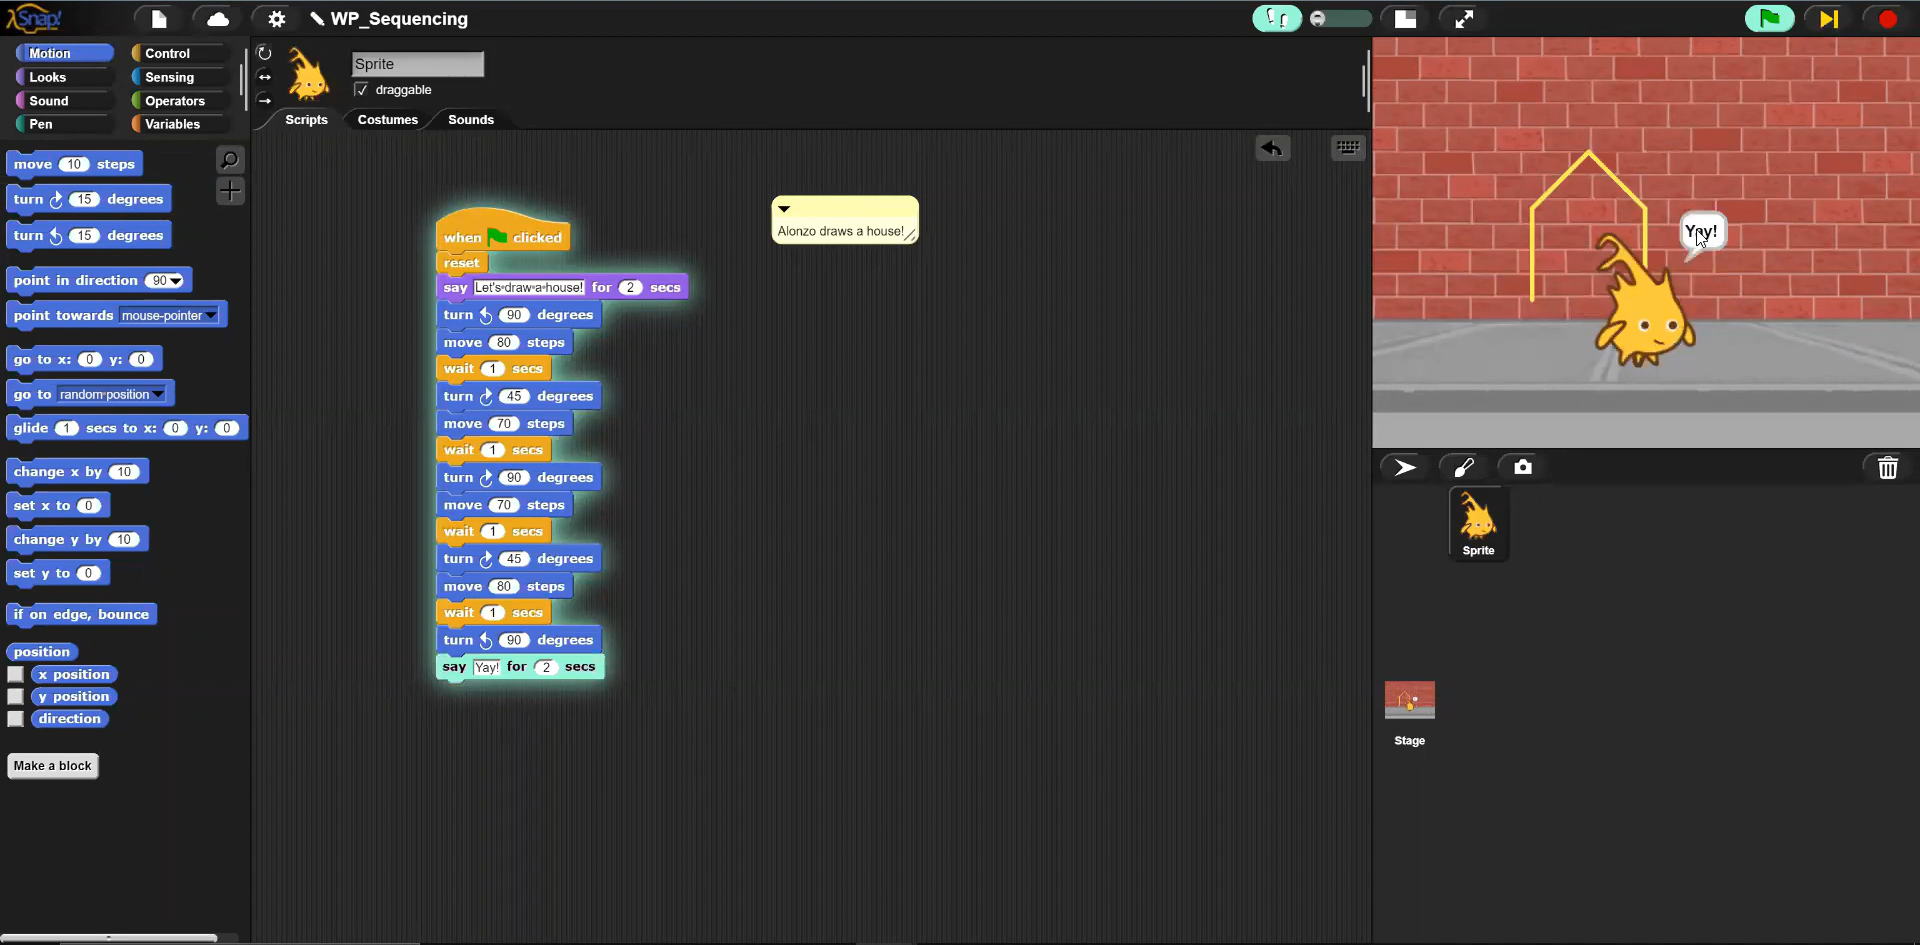 Snap!
WP_Sequencing
Motion
Control
Looks
Sensing
Sound
Operators
Pen
Variables
Sprite
draggable
Scripts
Costumes
Sounds
move 10 steps
turn 15 degrees
turn 15 degrees
point in direction 90
point towards mouse-pointer
go to x: 0 y: 0
go to random position
glide 1 secs to x: 0 y: 0
change x by 10
set x to 0
change y by 10
set y to 0
if on edge, bounce
position
x position
y position
direction
Make a block
when clicked
reset
say Let's draw a house! for 2 secs
turn 90 degrees
move 80 steps
wait 1 secs
turn 45 degrees
move 70 steps
wait 1 secs
turn 90 degrees
move 70 steps
wait 1 secs
turn 45 degrees
move 80 steps
wait 1 secs
turn 90 degrees
say Yay! for 2 secs
Alonzo draws a house!
Yay!
Sprite
Stage